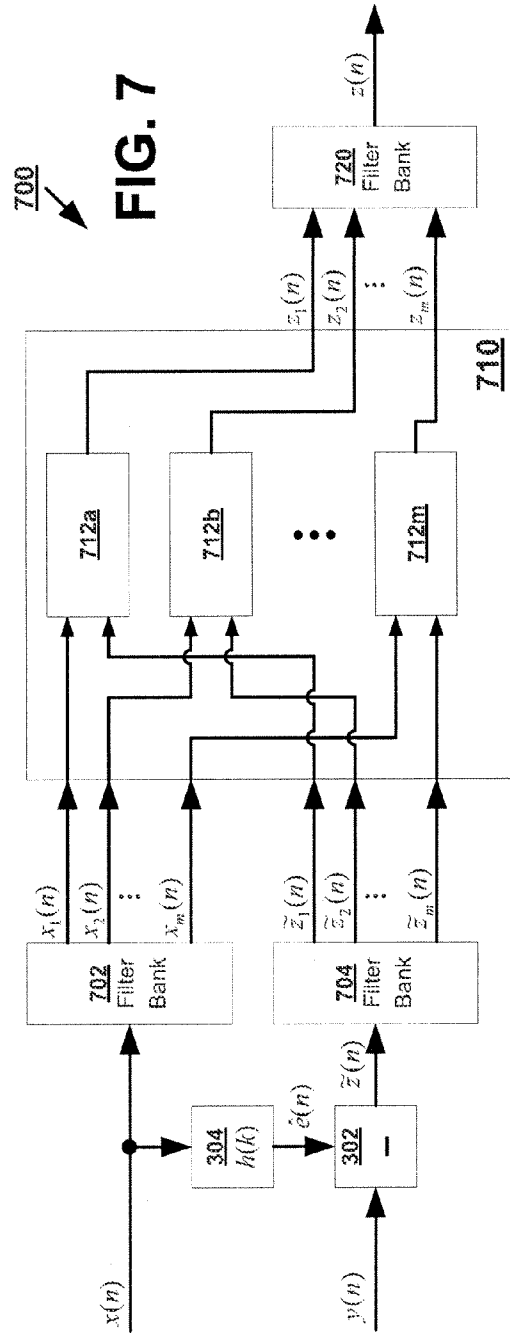 700
FIG. 7
x(n)
702
Filter
Bank
x₁(n)
x₂(n)
⋮
xₘ(n)
304
h(k)
ê(n)
y(n)
302
−
z̃(n)
704
Filter
Bank
z̃₁(n)
z̃₂(n)
⋮
z̃ₘ(n)
712a
712b
•••
712m
710
z₁(n)
z₂(n)
⋮
zₘ(n)
720
Filter
Bank
z(n)